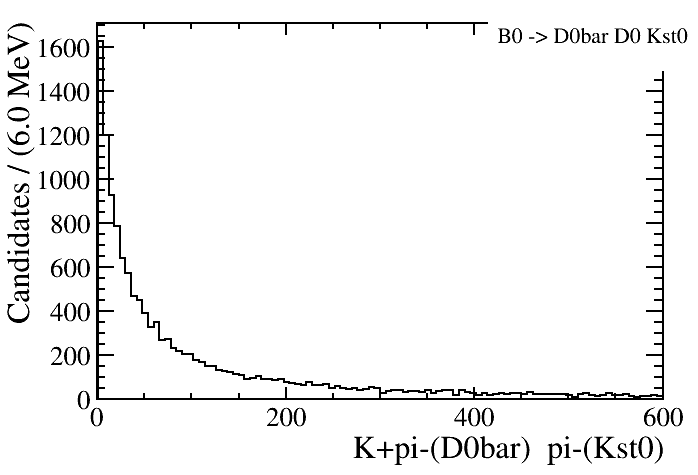 B0 -> D0bar D0 Kst0
Candidates / (6.0 MeV)
1600
1400
1200
1000
800
600
400
200
0
0 200 400 600
K+pi-(D0bar) pi-(Kst0)